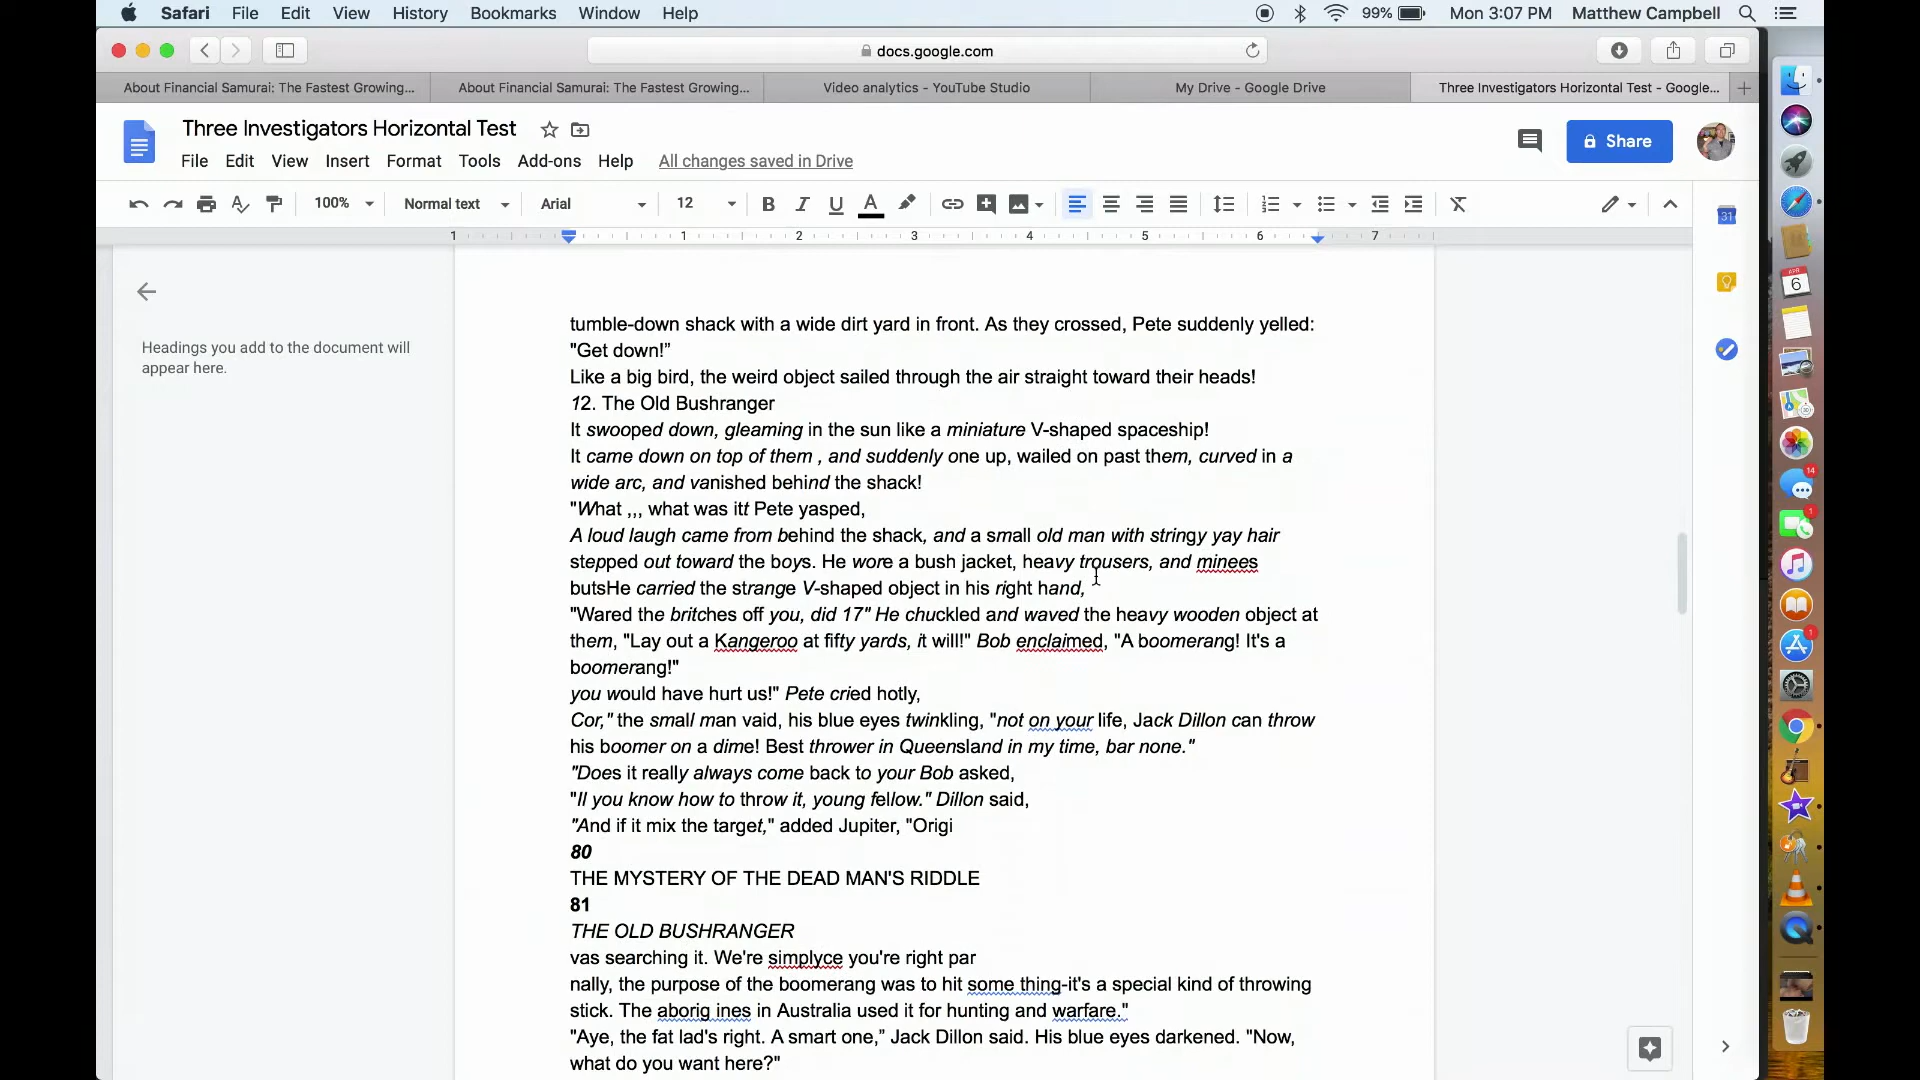 Safari File Edit View History Bookmarks Window Help 99% Mon 3:07 PM Matthew Campbell
docs.google.com
About Financial Samurai: The Fastest Growing... About Financial Samurai: The Fastest Growing... Video analytics - YouTube Studio My Drive - Google Drive Three Investigators Horizontal Test - Google...
Three Investigators Horizontal Test
Share
File Edit View Insert Format Tools Add-ons Help All changes saved in Drive
100% Normal text Arial 12
1 1 2 3 4 5 6 7
Headings you add to the document will
appear here.
tumble-down shack with a wide dirt yard in front. As they crossed, Pete suddenly yelled:
"Get down!”
Like a big bird, the weird object sailed through the air straight toward their heads!
12. The Old Bushranger
It swooped down, gleaming in the sun like a miniature V-shaped spaceship!
It came down on top of them , and suddenly one up, wailed on past them, curved in a
wide arc, and vanished behind the shack!
"What ,,, what was itt Pete yasped,
A loud laugh came from behind the shack, and a small old man with stringy yay hair
stepped out toward the boys. He wore a bush jacket, heavy trousers, and minees
butsHe carried the strange V-shaped object in his right hand,
"Wared the britches off you, did 17" He chuckled and waved the heavy wooden object at
them, "Lay out a Kangeroo at fifty yards, it will!" Bob enclaimed, "A boomerang! It's a
boomerang!"
you would have hurt us!" Pete cried hotly,
Cor," the small man vaid, his blue eyes twinkling, "not on your life, Jack Dillon can throw
his boomer on a dime! Best thrower in Queensland in my time, bar none."
"Does it really always come back to your Bob asked,
"Il you know how to throw it, young fellow." Dillon said,
"And if it mix the target," added Jupiter, "Origi
80
THE MYSTERY OF THE DEAD MAN'S RIDDLE
81
THE OLD BUSHRANGER
vas searching it. We're simplyce you're right par
nally, the purpose of the boomerang was to hit some thing-it's a special kind of throwing
stick. The aborig ines in Australia used it for hunting and warfare."
"Aye, the fat lad's right. A smart one,” Jack Dillon said. His blue eyes darkened. "Now,
what do you want here?"
31
APR
6
14
1
1